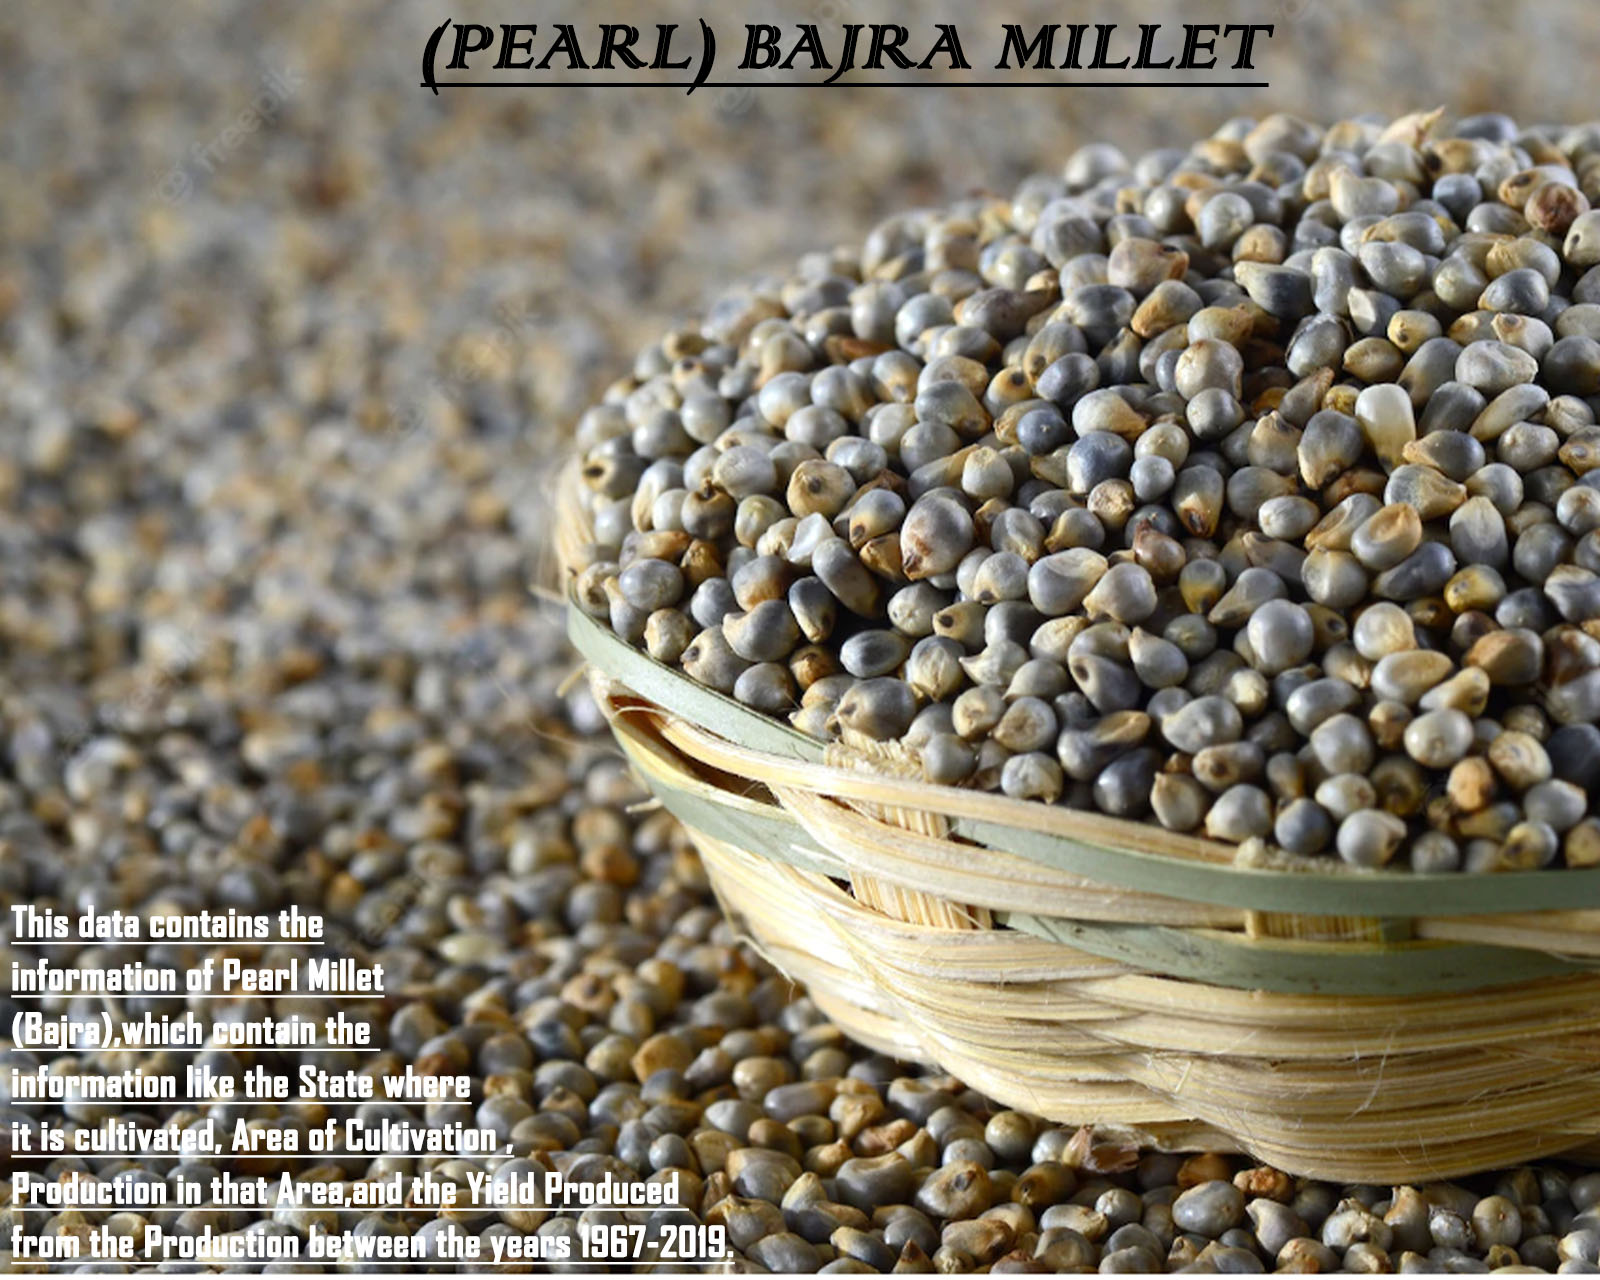 (PEARL) BAJRA MILLET
freepik
freepik
This data contains the
information of Pearl Millet
(Bajra),which contain the
information like the State where
it is cultivated, Area of Cultivation ,
Production in that Area,and the Yield Produced
from the Production between the years 1967-2019.